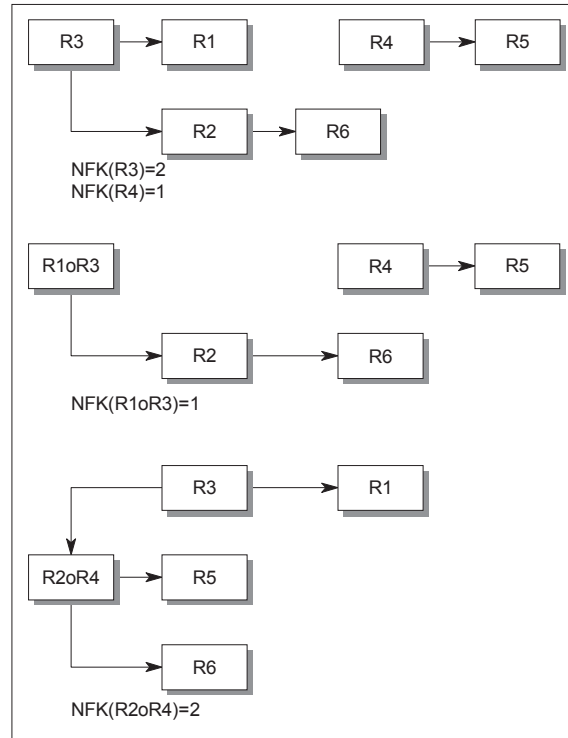 R3 R1 R4 R5
R2 R6
NFK(R3)=2
NFK(R4)=1
R1oR3 R4 R5
R2 R6
NFK(R1oR3)=1
R3 R1
R2oR4 R5
R6
NFK(R2oR4)=2